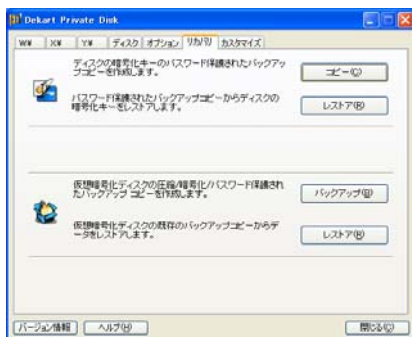 Dekart Private Disk
W¥ X¥ Y¥ ディスク オプション リカバリ カスタマイズ
ディスクの暗号化キーのパスワード保護されたバックアッ
プコピーを作成します。
コピー(C)
パスワード保護されたバックアップコピーからディスクの
暗号化キーをレストアします。
レストア(R)
仮想暗号化ディスクの圧縮/暗号化/パスワード保護され
たバックアップ コピーを作成します。
バックアップ(B)
仮想暗号化ディスクの既存のバックアップコピーからデ
ータをレストアします。
レストア(R)
バージョン情報 ヘルプ(H) 閉じる(C)